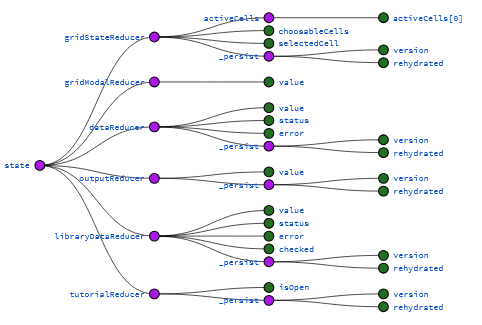 state
gridStateReducer
activeCells
activeCells[0]
choosableCells
selectedCell
_persist
version
rehydrated
gridModalReducer
value
dataReducer
value
status
error
_persist
version
rehydrated
outputReducer
value
_persist
version
rehydrated
libraryDataReducer
value
status
error
checked
_persist
version
rehydrated
tutorialReducer
isOpen
_persist
version
rehydrated